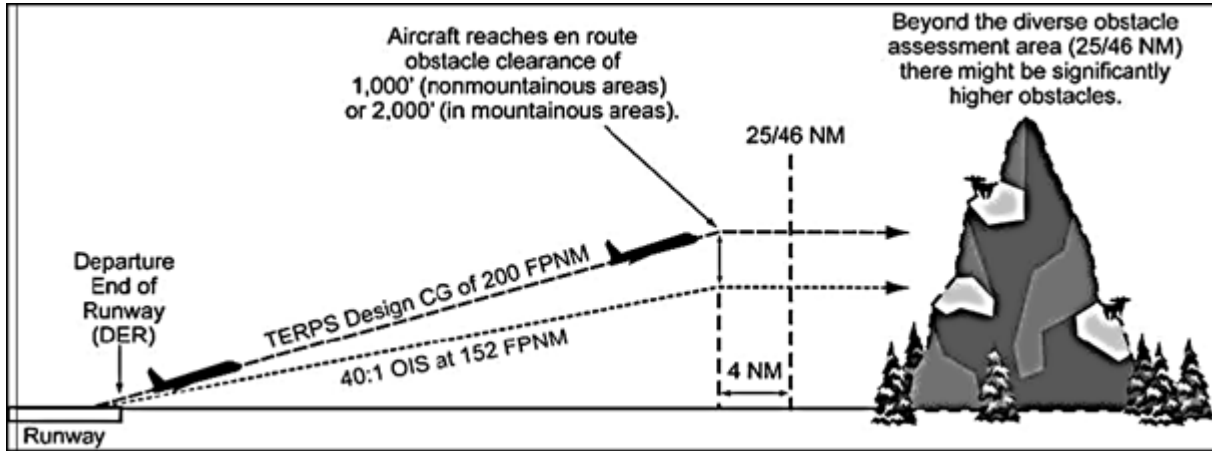 Aircraft reaches en route
obstacle clearance of
1,000' (nonmountainous areas)
or 2,000' (in mountainous areas).
Beyond the diverse obstacle
assessment area (25/46 NM)
there might be significantly
higher obstacles.
25/46 NM
Departure
End of
Runway
(DER)
TERPS Design CG of 200 FPNM
40:1 OIS at 152 FPNM
4 NM
Runway